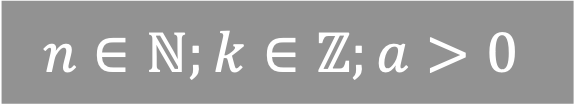 n ∈ ℕ; k ∈ ℤ; a > 0